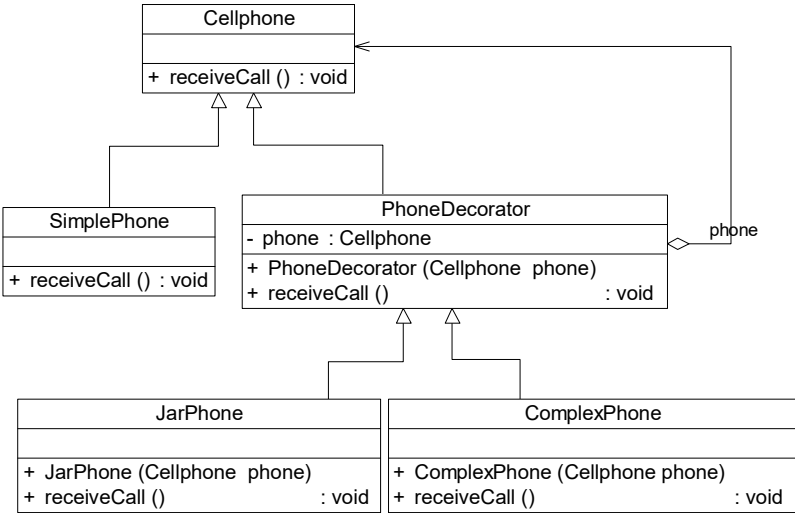 Cellphone
+ receiveCall () : void
SimplePhone
+ receiveCall () : void
PhoneDecorator
- phone : Cellphone
+ PhoneDecorator (Cellphone phone)
+ receiveCall () : void
phone
JarPhone
+ JarPhone (Cellphone phone)
+ receiveCall () : void
ComplexPhone
+ ComplexPhone (Cellphone phone)
+ receiveCall () : void